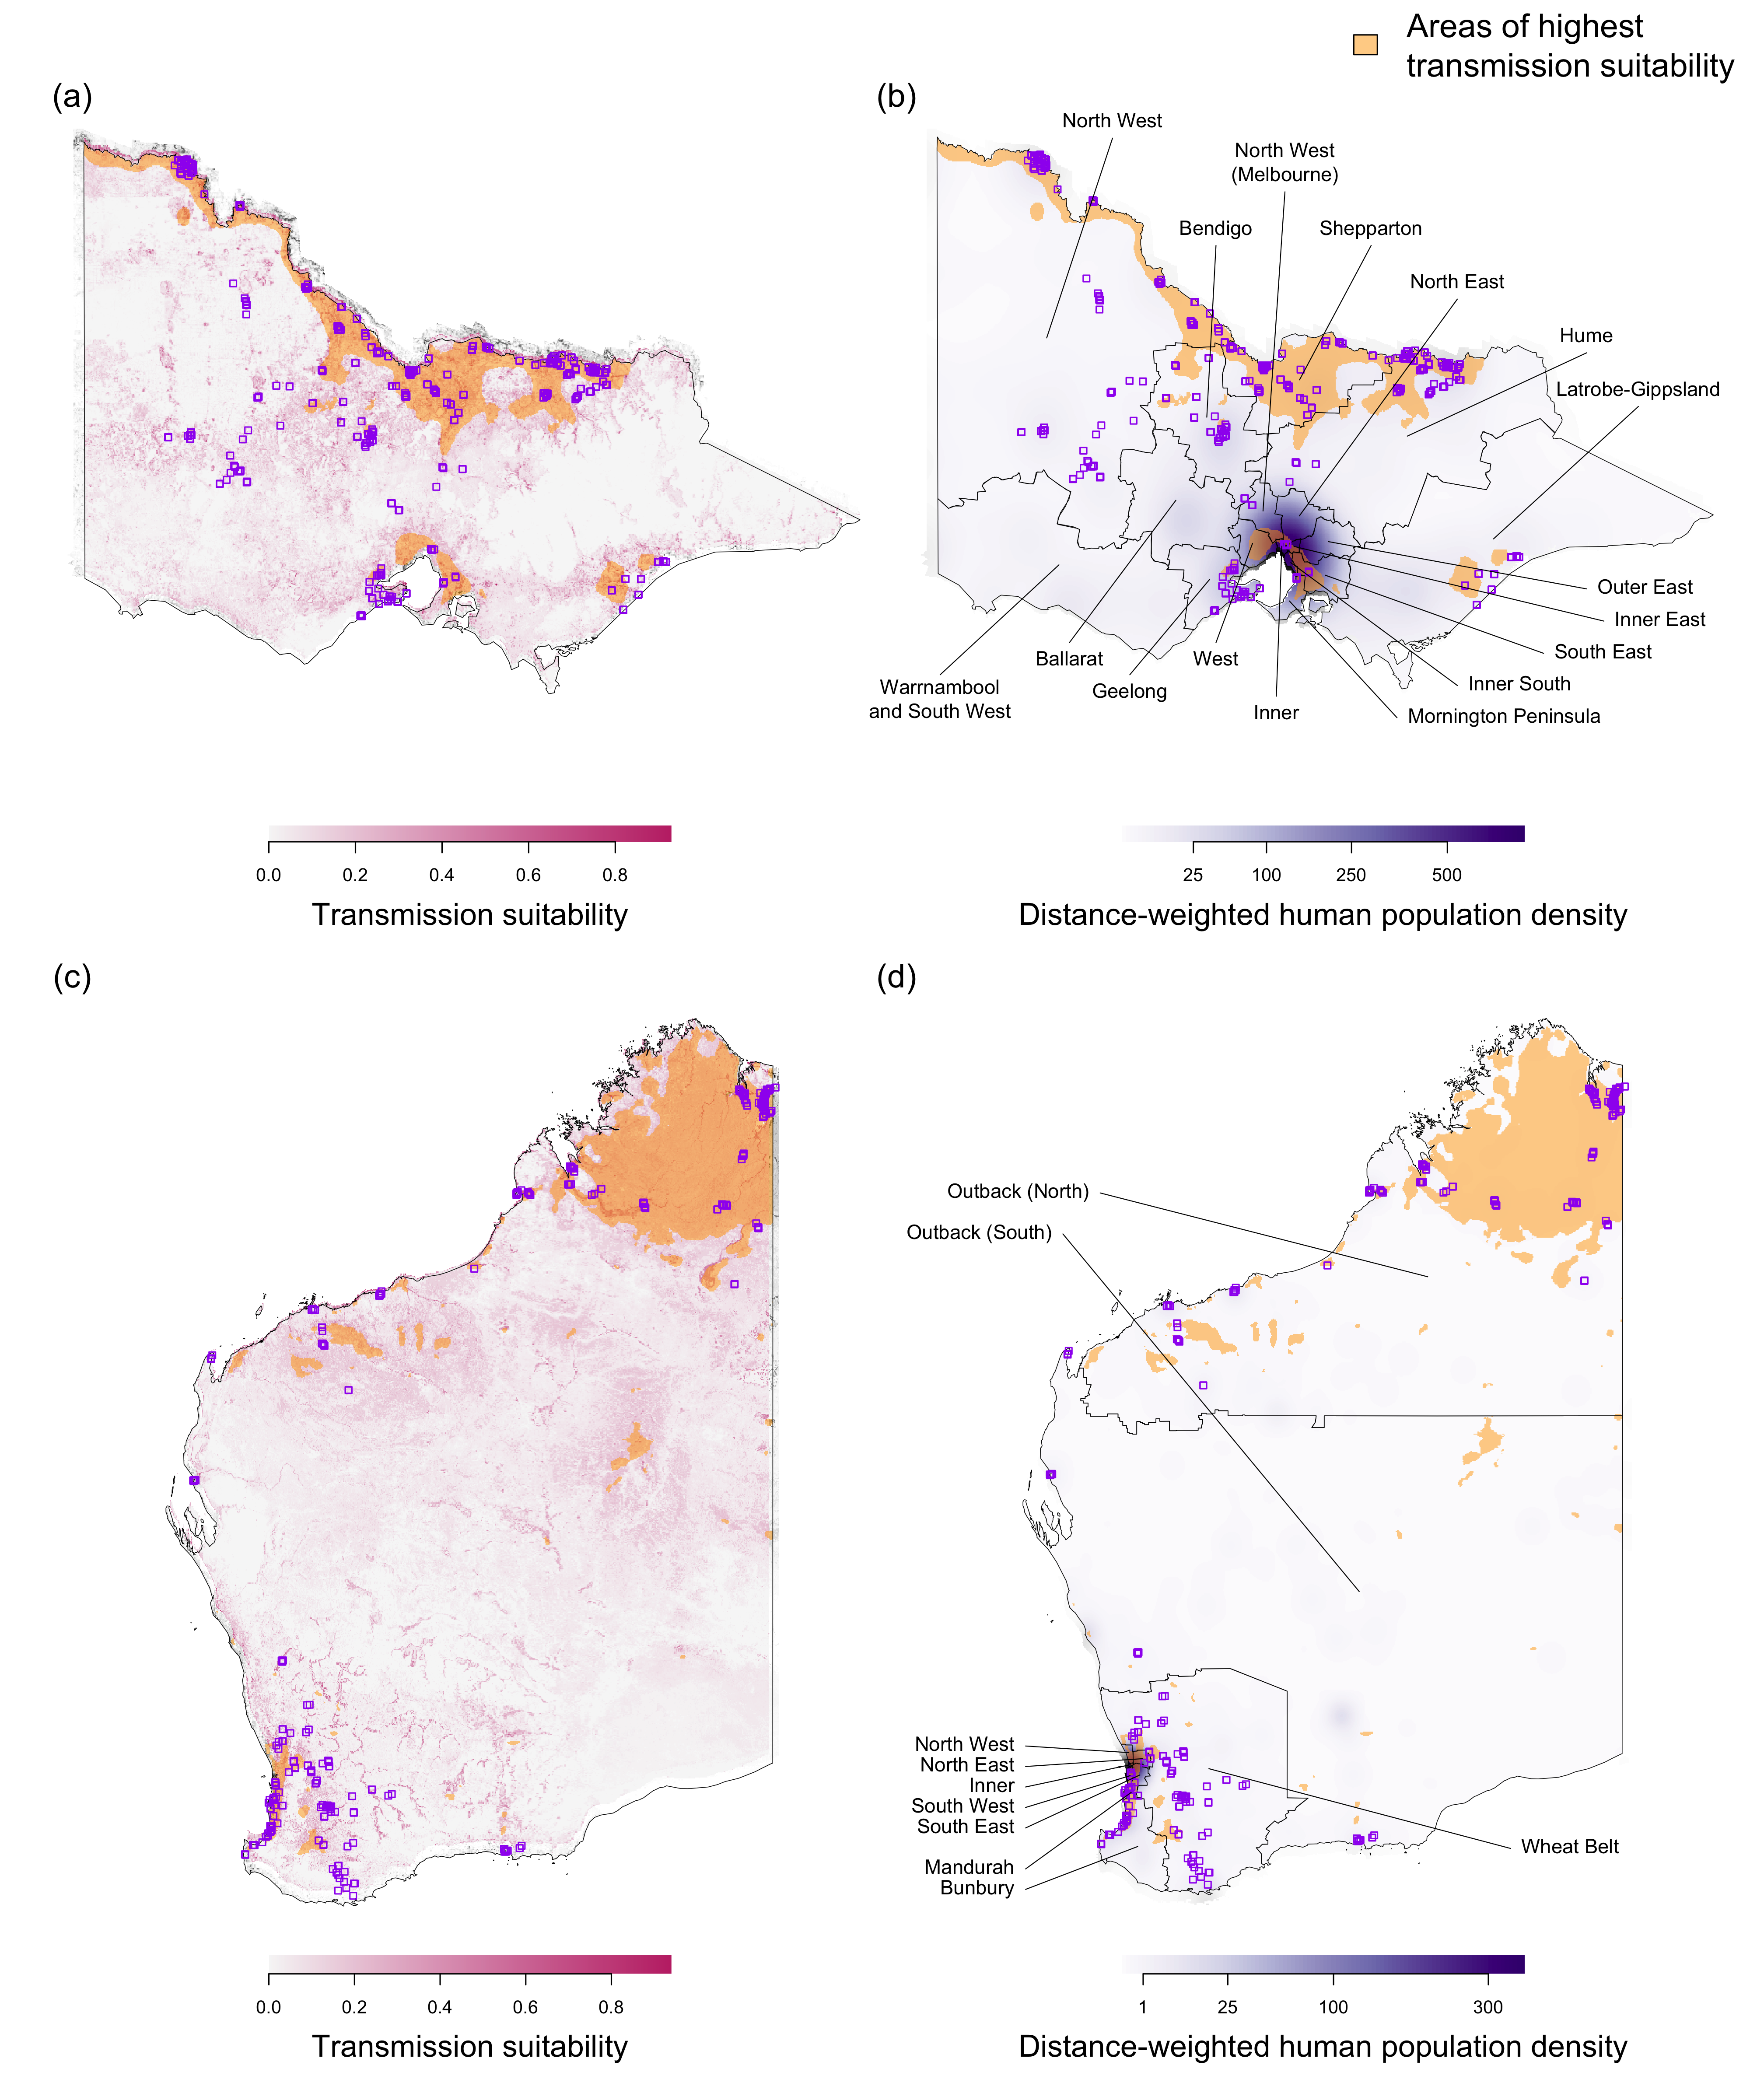 Areas of highest
transmission suitability
(a)
(b)
North West
North West
(Melbourne)
Bendigo
Shepparton
North East
Hume
Latrobe-Gippsland
Outer East
Inner East
South East
Inner South
Mornington Peninsula
Ballarat
West
Geelong
Warrnambool
and South West
Inner
0.0 0.2 0.4 0.6 0.8
Transmission suitability
25 100 250 500
Distance-weighted human population density
(c)
(d)
Outback (North)
Outback (South)
North West
North East
Inner
South West
South East
Mandurah
Bunbury
Wheat Belt
0.0 0.2 0.4 0.6 0.8
Transmission suitability
1 25 100 300
Distance-weighted human population density